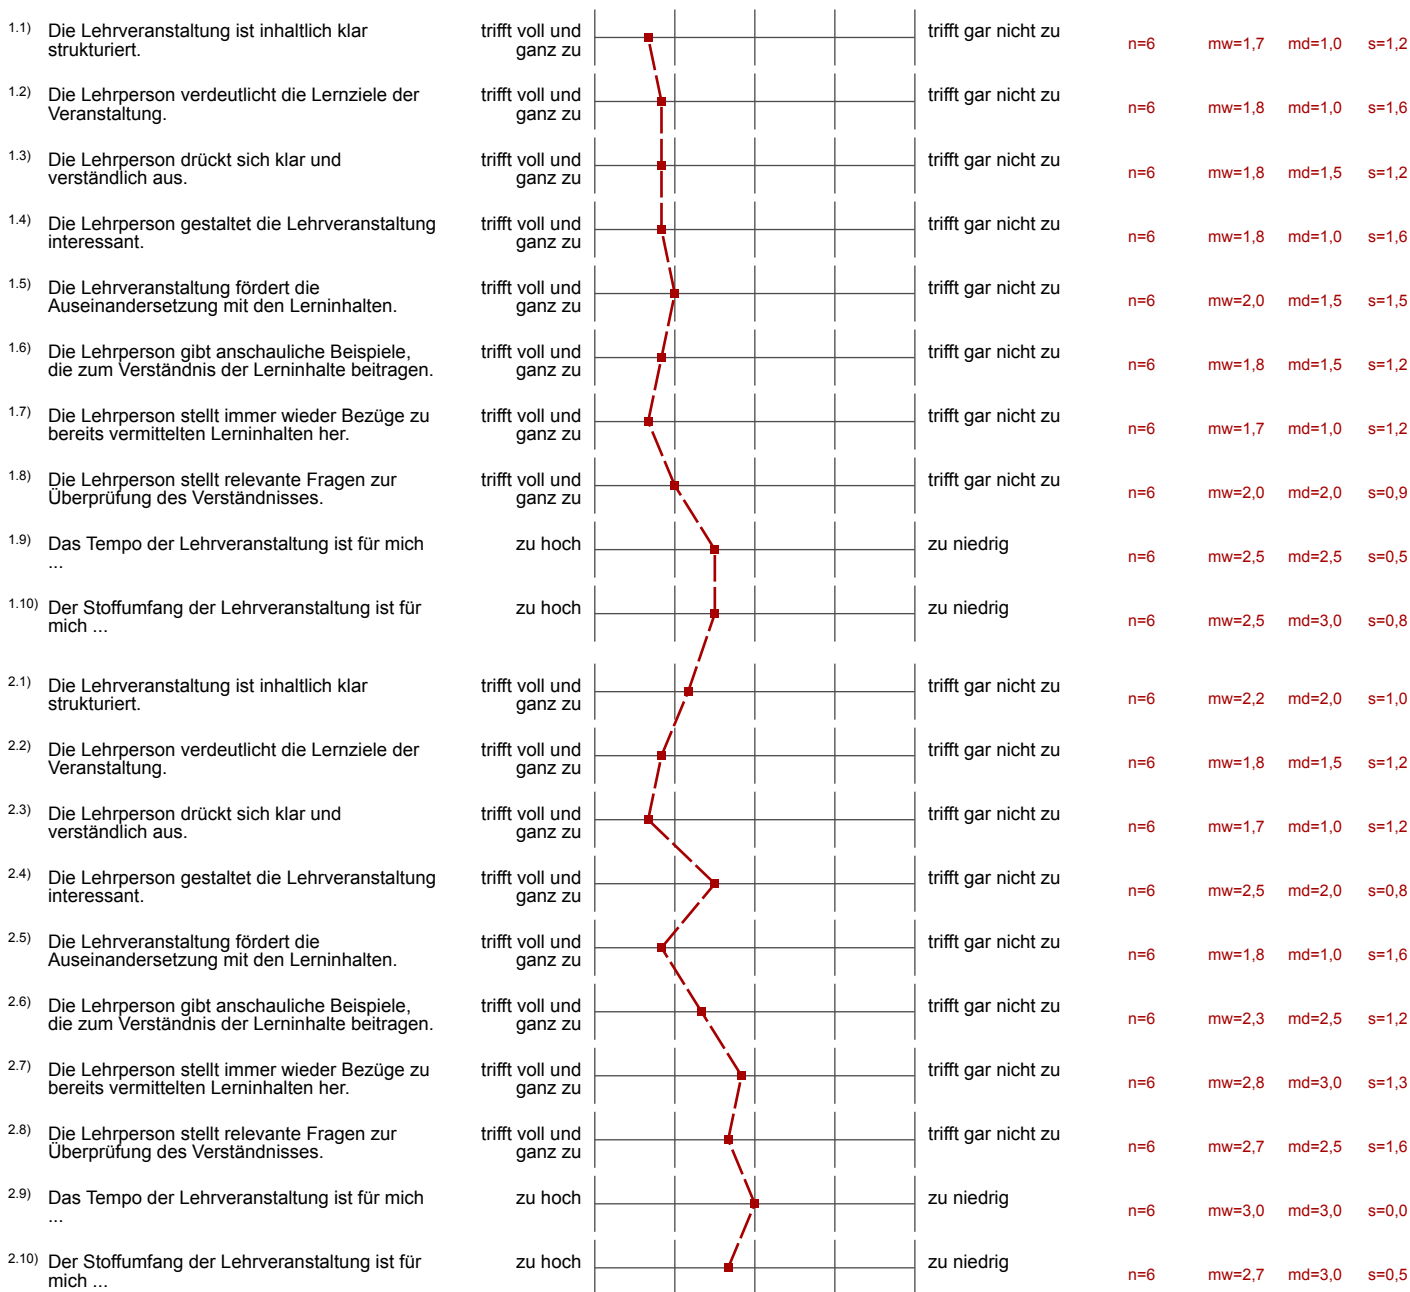 1.1) Die Lehrveranstaltung ist inhaltlich klar trifft voll und trifft gar nicht zu
strukturiert. ganz zu n=6 mw=1,7 md=1,0 s=1,2
1.2) Die Lehrperson verdeutlicht die Lernziele der trifft voll und trifft gar nicht zu
Veranstaltung. ganz zu n=6 mw=1,8 md=1,0 s=1,6
1.3) Die Lehrperson drückt sich klar und trifft voll und trifft gar nicht zu
verständlich aus. ganz zu n=6 mw=1,8 md=1,5 s=1,2
1.4) Die Lehrperson gestaltet die Lehrveranstaltung trifft voll und trifft gar nicht zu
interessant. ganz zu n=6 mw=1,8 md=1,0 s=1,6
1.5) Die Lehrveranstaltung fördert die trifft voll und trifft gar nicht zu
Auseinandersetzung mit den Lerninhalten. ganz zu n=6 mw=2,0 md=1,5 s=1,5
1.6) Die Lehrperson gibt anschauliche Beispiele, trifft voll und trifft gar nicht zu
die zum Verständnis der Lerninhalte beitragen. ganz zu n=6 mw=1,8 md=1,5 s=1,2
1.7) Die Lehrperson stellt immer wieder Bezüge zu trifft voll und trifft gar nicht zu
bereits vermittelten Lerninhalten her. ganz zu n=6 mw=1,7 md=1,0 s=1,2
1.8) Die Lehrperson stellt relevante Fragen zur trifft voll und trifft gar nicht zu
Überprüfung des Verständnisses. ganz zu n=6 mw=2,0 md=2,0 s=0,9
1.9) Das Tempo der Lehrveranstaltung ist für mich zu hoch zu niedrig
... n=6 mw=2,5 md=2,5 s=0,5
1.10) Der Stoffumfang der Lehrveranstaltung ist für zu hoch zu niedrig
mich ... n=6 mw=2,5 md=3,0 s=0,8
2.1) Die Lehrveranstaltung ist inhaltlich klar trifft voll und trifft gar nicht zu
strukturiert. ganz zu n=6 mw=2,2 md=2,0 s=1,0
2.2) Die Lehrperson verdeutlicht die Lernziele der trifft voll und trifft gar nicht zu
Veranstaltung. ganz zu n=6 mw=1,8 md=1,5 s=1,2
2.3) Die Lehrperson drückt sich klar und trifft voll und trifft gar nicht zu
verständlich aus. ganz zu n=6 mw=1,7 md=1,0 s=1,2
2.4) Die Lehrperson gestaltet die Lehrveranstaltung trifft voll und trifft gar nicht zu
interessant. ganz zu n=6 mw=2,5 md=2,0 s=0,8
2.5) Die Lehrveranstaltung fördert die trifft voll und trifft gar nicht zu
Auseinandersetzung mit den Lerninhalten. ganz zu n=6 mw=1,8 md=1,0 s=1,6
2.6) Die Lehrperson gibt anschauliche Beispiele, trifft voll und trifft gar nicht zu
die zum Verständnis der Lerninhalte beitragen. ganz zu n=6 mw=2,3 md=2,5 s=1,2
2.7) Die Lehrperson stellt immer wieder Bezüge zu trifft voll und trifft gar nicht zu
bereits vermittelten Lerninhalten her. ganz zu n=6 mw=2,8 md=3,0 s=1,3
2.8) Die Lehrperson stellt relevante Fragen zur trifft voll und trifft gar nicht zu
Überprüfung des Verständnisses. ganz zu n=6 mw=2,7 md=2,5 s=1,6
2.9) Das Tempo der Lehrveranstaltung ist für mich zu hoch zu niedrig
... n=6 mw=3,0 md=3,0 s=0,0
2.10) Der Stoffumfang der Lehrveranstaltung ist für zu hoch zu niedrig
mich ... n=6 mw=2,7 md=3,0 s=0,5